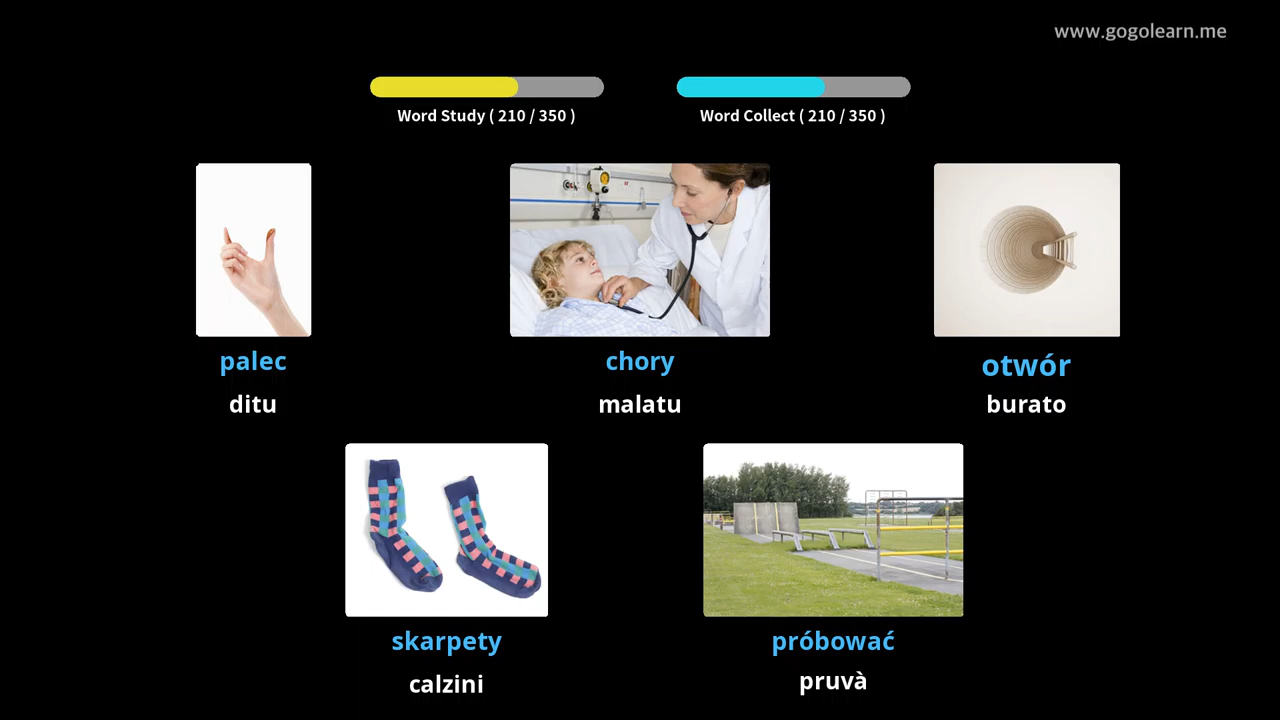 www.gogolearn.me
Word Study ( 210 / 350 )
Word Collect ( 210 / 350 )
palec
chory
otwór
ditu
malatu
burato
skarpety
próbować
calzini
pruvà